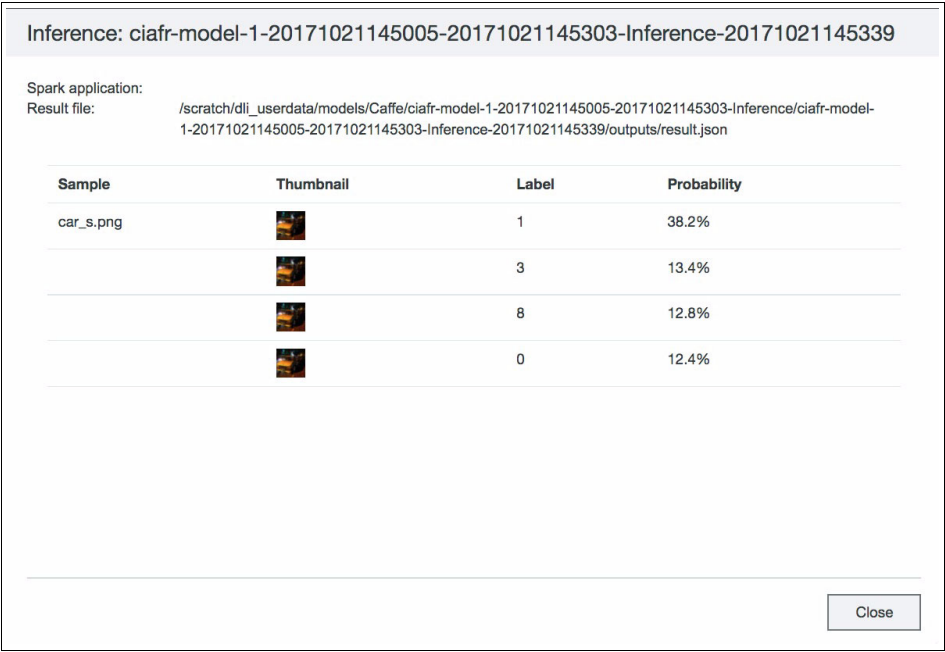 Inference: ciafr-model-1-20171021145005-20171021145303-Inference-20171021145339
Spark application:
Result file: /scratch/dli_userdata/models/Caffe/ciafr-model-1-20171021145005-20171021145303-Inference/ciafr-model-
1-20171021145005-20171021145303-Inference-20171021145339/outputs/result.json
Sample Thumbnail Label Probability
car_s.png 1 38.2%
3 13.4%
8 12.8%
0 12.4%
Close